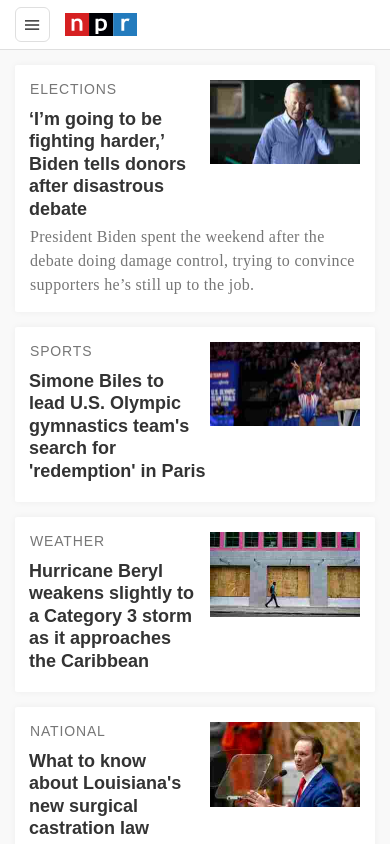 npr
ELECTIONS
‘I’m going to be
fighting harder,’
Biden tells donors
after disastrous
debate
President Biden spent the weekend after the
debate doing damage control, trying to convince
supporters he’s still up to the job.
SPORTS
Simone Biles to
lead U.S. Olympic
gymnastics team's
search for
'redemption' in Paris
WEATHER
Hurricane Beryl
weakens slightly to
a Category 3 storm
as it approaches
the Caribbean
NATIONAL
What to know
about Louisiana's
new surgical
castration law